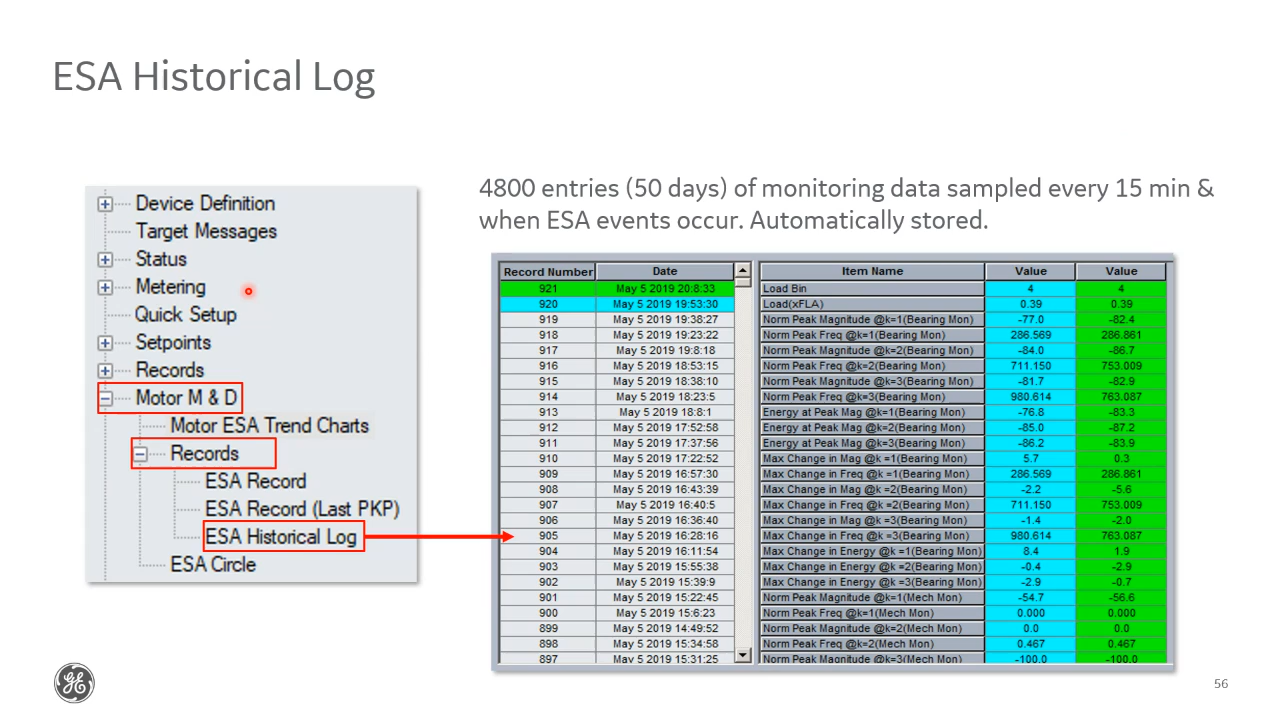 ESA Historical Log
4800 entries (50 days) of monitoring data sampled every 15 min &
when ESA events occur. Automatically stored.
Device Definition
Target Messages
Status
Metering
Quick Setup
Setpoints
Records
Motor M & D
Motor ESA Trend Charts
Records
ESA Record
ESA Record (Last PKP)
ESA Historical Log
ESA Circle
Record Number Date
921 May 5 2019 20:8:33
920 May 5 2019 19:53:30
919 May 5 2019 19:38:27
918 May 5 2019 19:23:22
917 May 5 2019 19:8:18
916 May 5 2019 18:53:15
915 May 5 2019 18:38:10
914 May 5 2019 18:23:5
913 May 5 2019 18:8:1
912 May 5 2019 17:52:58
911 May 5 2019 17:37:56
910 May 5 2019 17:22:52
909 May 5 2019 16:57:30
908 May 5 2019 16:43:39
907 May 5 2019 16:40:5
906 May 5 2019 16:36:40
905 May 5 2019 16:28:16
904 May 5 2019 16:11:54
903 May 5 2019 15:55:38
902 May 5 2019 15:39:9
901 May 5 2019 15:22:45
900 May 5 2019 15:6:23
899 May 5 2019 14:49:52
898 May 5 2019 15:34:58
897 May 5 2019 15:31:25
Item Name Value Value
Load Bin 4 4
Load(xFLA) 0.39 0.39
Norm Peak Magnitude @k=1(Bearing Mon) -77.0 -82.4
Norm Peak Freq @k=1(Bearing Mon) 286.569 286.861
Norm Peak Magnitude @k=2(Bearing Mon) -84.0 -86.7
Norm Peak Freq @k=2(Bearing Mon) 711.150 753.009
Norm Peak Magnitude @k=3(Bearing Mon) -81.7 -82.9
Norm Peak Freq @k=3(Bearing Mon) 980.614 763.087
Energy at Peak Mag @k=1(Bearing Mon) -76.8 -83.3
Energy at Peak Mag @k=2(Bearing Mon) -85.0 -87.2
Energy at Peak Mag @k=3(Bearing Mon) -86.2 -83.9
Max Change in Mag @k =1(Bearing Mon) 5.7 0.3
Max Change in Freq @k =1(Bearing Mon) 286.569 286.861
Max Change in Mag @k =2(Bearing Mon) -2.2 -5.6
Max Change in Freq @k =2(Bearing Mon) 711.150 753.009
Max Change in Mag @k =3(Bearing Mon) -1.4 -2.0
Max Change in Freq @k =3(Bearing Mon) 980.614 763.087
Max Change in Energy @k =1(Bearing Mon) 8.4 1.9
Max Change in Energy @k =2(Bearing Mon) -0.4 -2.9
Max Change in Energy @k =3(Bearing Mon) -2.9 -0.7
Norm Peak Magnitude @k=1(Mech Mon) -54.7 -56.6
Norm Peak Freq @k=1(Mech Mon) 0.000 0.000
Norm Peak Magnitude @k=2(Mech Mon) 0.0 0.0
Norm Peak Freq @k=2(Mech Mon) 0.467 0.467
Norm Peak Magnitude @k=3(Mech Mon) -100.0 -100.0
GE
56